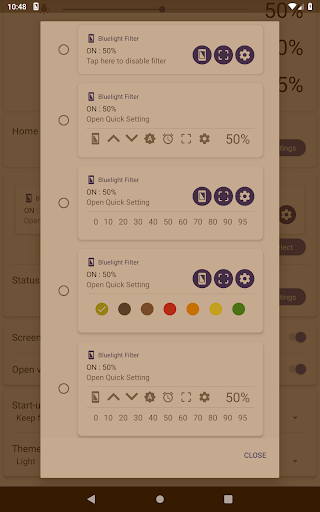 10:48
50%
0%
5%
Home
ttings
Bluel
ON :
Open
lect
Status
ttings
Screen
Open v
Start-u
Keep f
Theme
Light
Bluelight Filter
ON : 50%
Tap here to disable filter
Bluelight Filter
ON : 50%
Open Quick Setting
50%
Bluelight Filter
ON : 50%
Open Quick Setting
0 10 20 30 40 50 60 70 80 90 95
Bluelight Filter
ON : 50%
Open Quick Setting
Bluelight Filter
ON : 50%
Open Quick Setting
50%
0 10 20 30 40 50 60 70 80 90 95
CLOSE